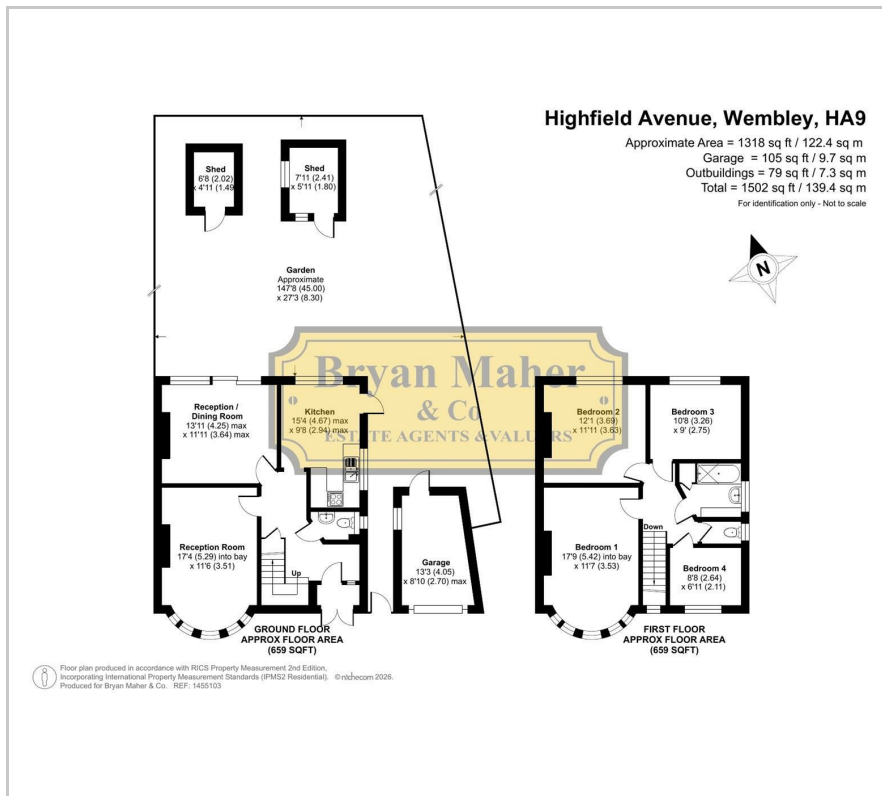 Highfield Avenue, Wembley, HA9
Approximate Area = 1318 sq ft / 122.4 sq m
Garage = 105 sq ft / 9.7 sq m
Outbuildings = 79 sq ft / 7.3 sq m
Total = 1502 sq ft / 139.4 sq m
For identification only - Not to scale
N
Shed
6'8 (2.02)
x 4'11 (1.49
Shed
7'11 (2.41)
x 5'11 (1.80)
Garden
Approximate
147'8 (45.00)
x 27'3 (8.30)
Bryan Maher
& Co
ESTATE AGENTS & VALUERS
Reception /
Dining Room
13'11 (4.25) max
x 11'11 (3.64) max
Kitchen
15'4 (4.67) max
x 9'8 (2.94) max
Reception Room
17'4 (5.29) into bay
x 11'6 (3.51)
Up
Garage
13'3 (4.05)
x 8'10 (2.70) max
GROUND FLOOR
APPROX FLOOR AREA
(659 SQFT)
Bedroom 2
12'1 (3.69)
x 11'11 (3.63)
Bedroom 3
10'8 (3.26)
x 9' (2.75)
Bedroom 1
17'9 (5.42) into bay
x 11'7 (3.53)
Down
Bedroom 4
8'8 (2.64)
x 6'11 (2.11)
FIRST FLOOR
APPROX FLOOR AREA
(659 SQFT)
Floor plan produced in accordance with RICS Property Measurement 2nd Edition,
Incorporating International Property Measurement Standards (IPMS2 Residential). © nichecom 2026.
Produced for Bryan Maher & Co. REF: 1455103